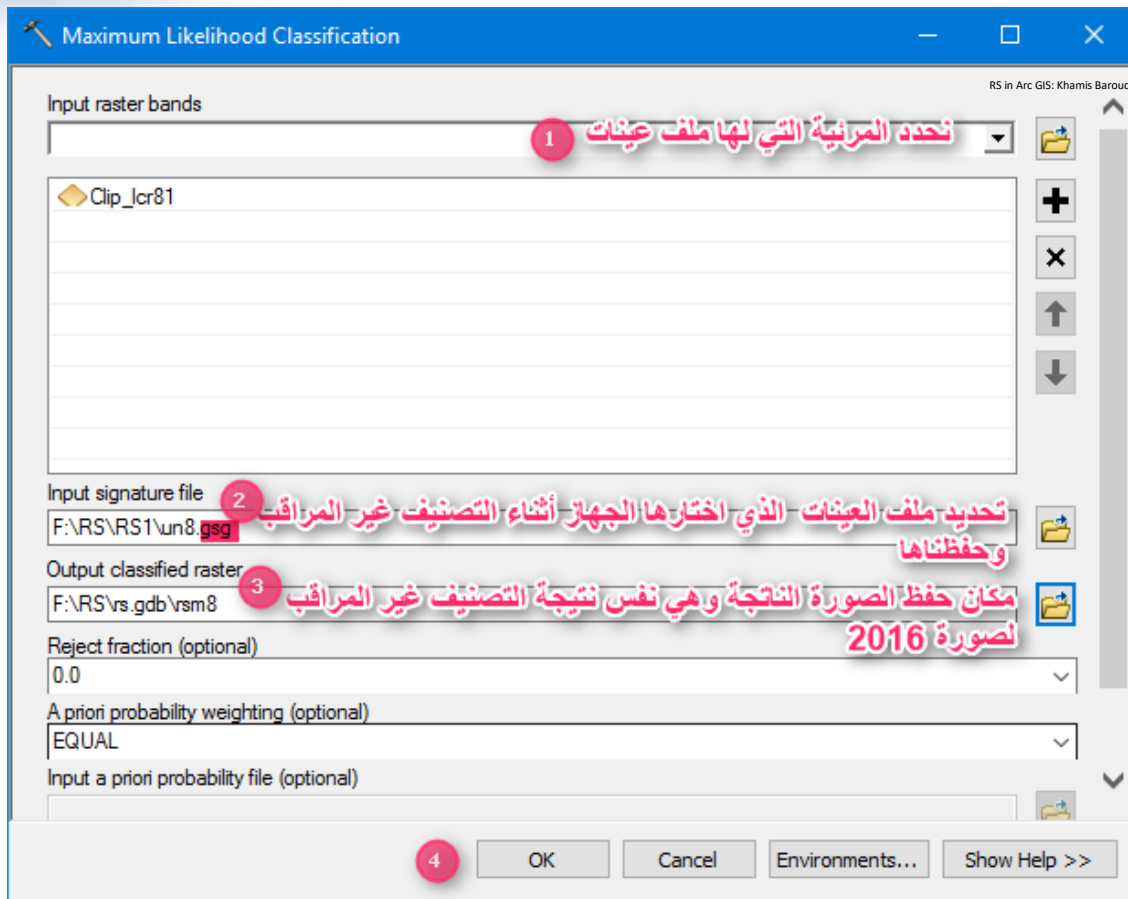 Maximum Likelihood Classification
RS in Arc GIS: Khamis Barouc
Input raster bands
1 نحدد المرئية التي لها ملف عينات
Clip_lcr81
Input signature file
2 تحديد ملف العينات الذي اختارها الجهاز أثناء التصنيف غير المراقب
وحفظناها
F:\RS\RS1\un8.gsg
Output classified raster
3 مكان حفظ الصورة الناتجة وهي نفس نتيجة التصنيف غير المراقب
لصورة 2016
F:\RS\rs.gdb\rsm8
Reject fraction (optional)
0.0
A priori probability weighting (optional)
EQUAL
Input a priori probability file (optional)
4 OK Cancel Environments... Show Help >>